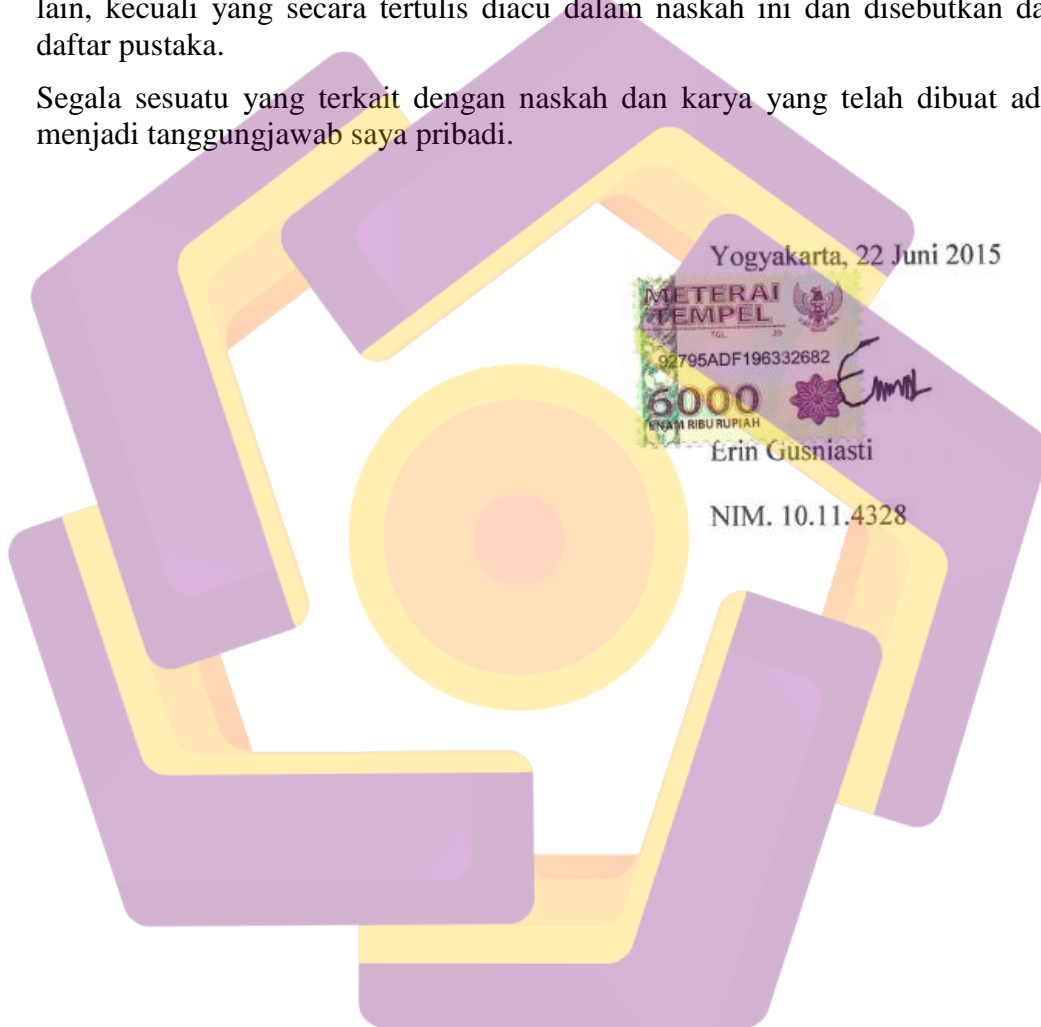 lain, kecuali yang secara tertulis diacu dalam naskah ini dan disebutkan da
daftar pustaka.
Segala sesuatu yang terkait dengan naskah dan karya yang telah dibuat ad
menjadi tanggungjawab saya pribadi.
Yogyakarta, 22 Juni 2015
METERAI
TEMPEL
TGL. 20
92795ADF196332682
6000
ENAM RIBU RUPIAH
Erin Gusniasti
NIM. 10.11.4328